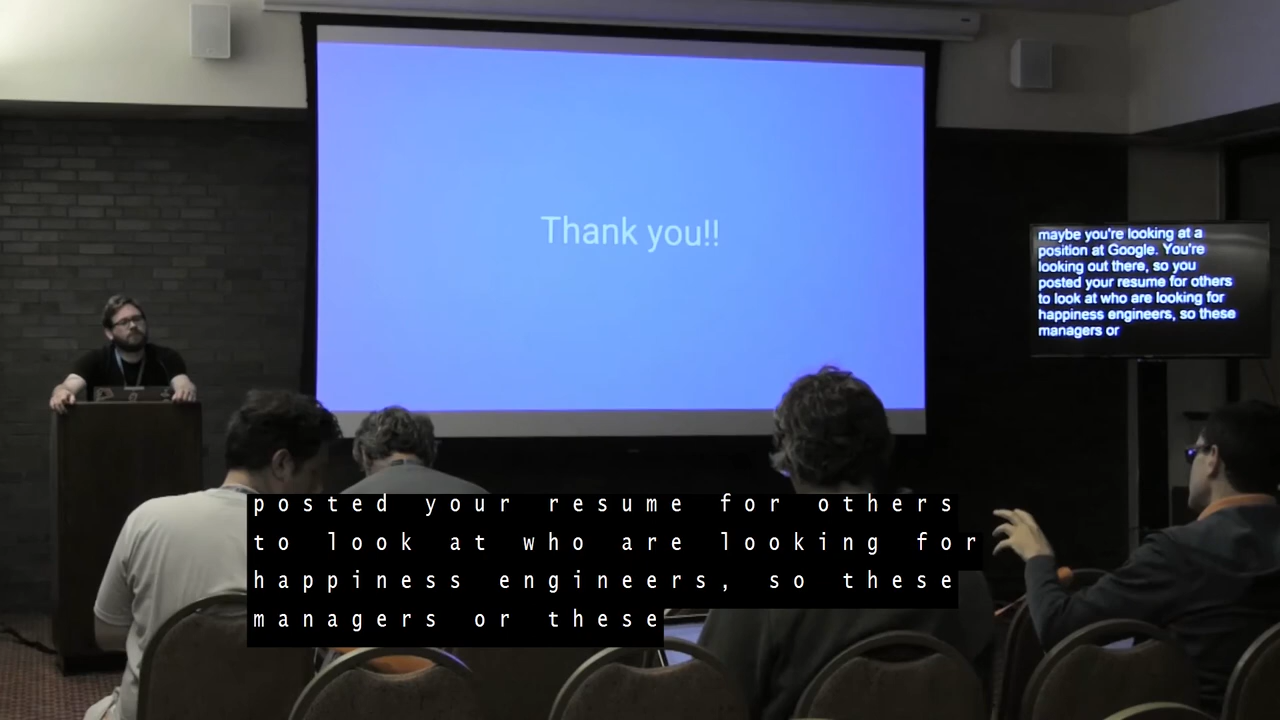 Thank you!!
maybe you're looking at a
position at Google. You're
looking out there, so you
posted your resume for others
to look at who are looking for
happiness engineers, so these
managers or
posted your resume for others
to look at who are looking for
happiness engineers, so these
managers or these